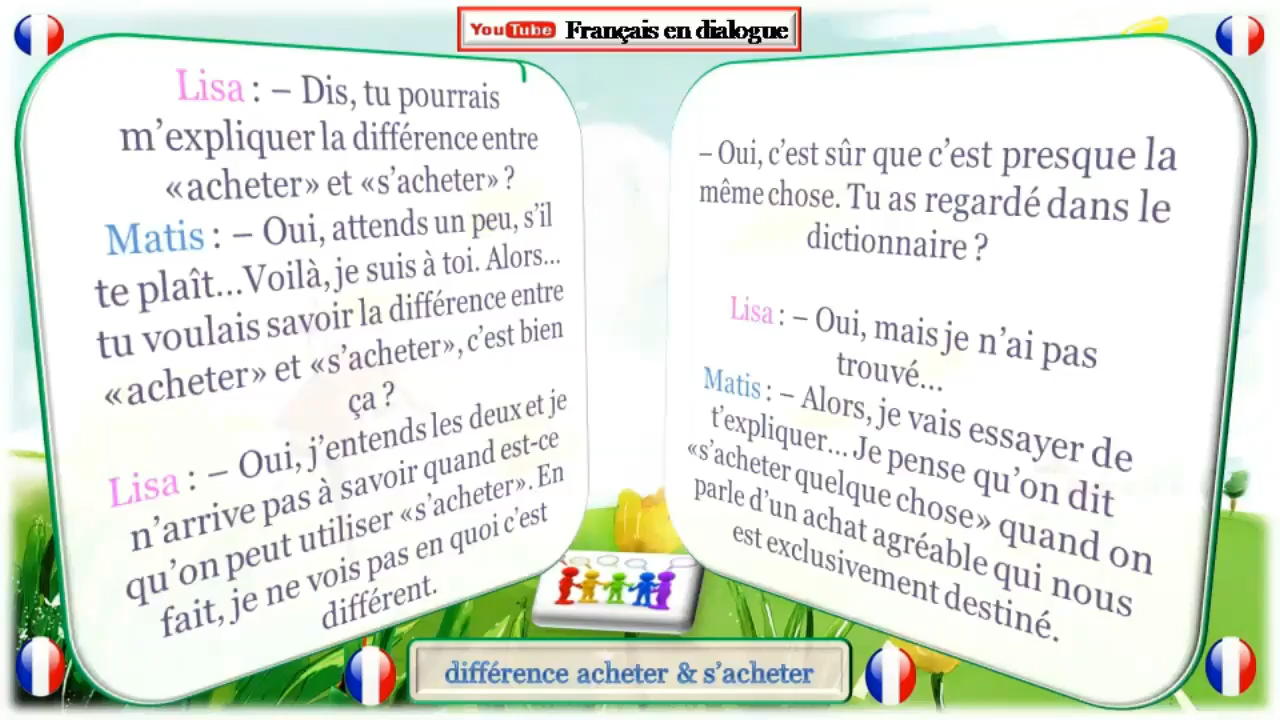 YouTube Français en dialogue
Lisa : – Dis, tu pourrais
m’expliquer la différence entre
«acheter» et «s’acheter» ?
Matis : – Oui, attends un peu, s’il
te plaît...Voilà, je suis à toi. Alors...
tu voulais savoir la différence entre
«acheter» et «s’acheter», c’est bien
ça ?
Lisa : – Oui, j’entends les deux et je
n’arrive pas à savoir quand est-ce
qu’on peut utiliser «s’acheter». En
fait, je ne vois pas en quoi c’est
différent.
– Oui, c’est sûr que c’est presque la
même chose. Tu as regardé dans le
dictionnaire ?
Lisa : – Oui, mais je n’ai pas
trouvé...
Matis : – Alors, je vais essayer de
t’expliquer... Je pense qu’on dit
«s’acheter quelque chose» quand on
parle d’un achat agréable qui nous
est exclusivement destiné.
différence acheter & s’acheter